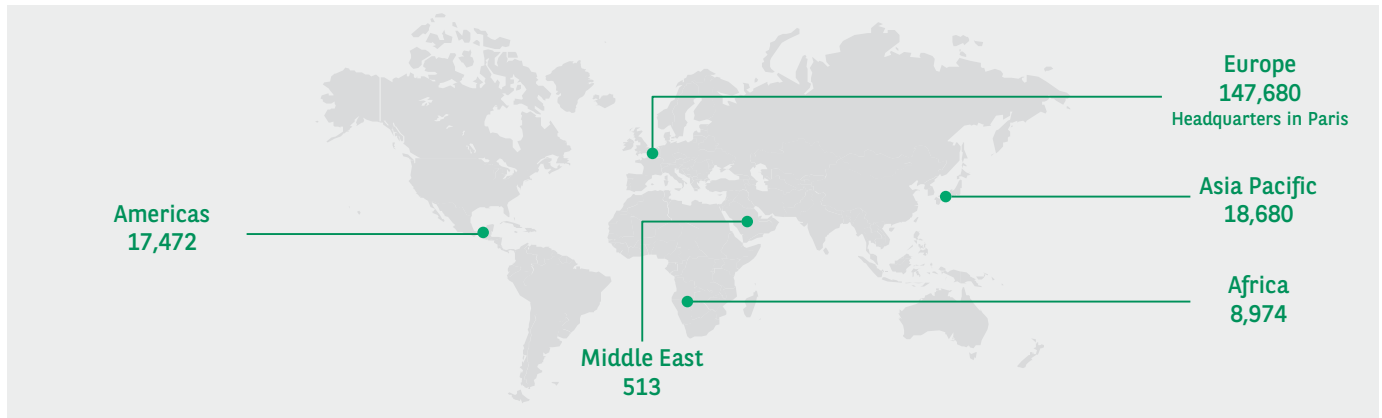 Europe
147,680
Headquarters in Paris
Asia Pacific
18,680
Americas
17,472
Africa
8,974
Middle East
513